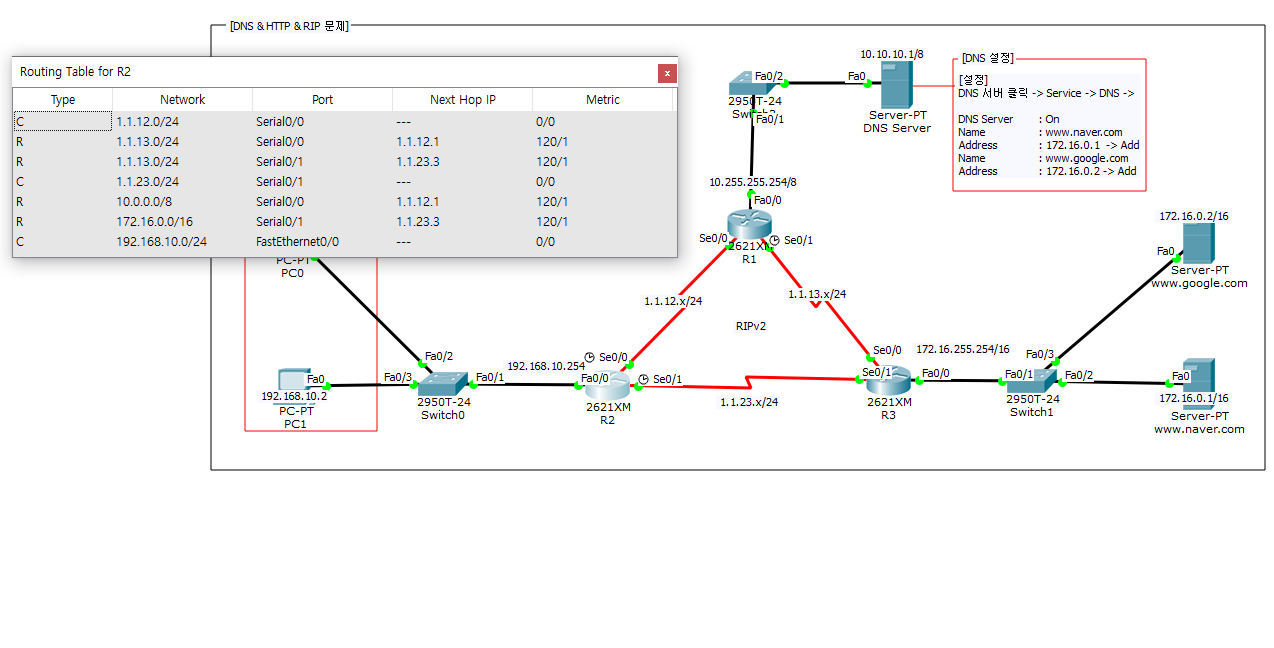 [DNS & HTTP & RIP 문제]
Routing Table for R2
x
Type Network Port Next Hop IP Metric
C 1.1.12.0/24 Serial0/0 --- 0/0
R 1.1.13.0/24 Serial0/0 1.1.12.1 120/1
R 1.1.13.0/24 Serial0/1 1.1.23.3 120/1
C 1.1.23.0/24 Serial0/1 --- 0/0
R 10.0.0.0/8 Serial0/0 1.1.12.1 120/1
R 172.16.0.0/16 Serial0/1 1.1.23.3 120/1
C 192.168.10.0/24 FastEthernet0/0 --- 0/0
10.10.10.1/8
Fa0/2
Fa0
2950T-24
Fa0/1
Server-PT
DNS Server
[DNS 설정]
[설정]
DNS 서버 클릭 -> Service -> DNS ->
DNS Server : On
Name : www.naver.com
Address : 172.16.0.1 -> Add
Name : www.google.com
Address : 172.16.0.2 -> Add
10.255.255.254/8
Fa0/0
Se0/0
Se0/1
2621XM
R1
172.16.0.2/16
Fa0
Server-PT
www.google.com
PC-PT
PC0
1.1.12.x/24
1.1.13.x/24
RIPv2
Fa0/2
192.168.10.254
Se0/0
Se0/0
172.16.255.254/16
Fa0/3
Fa0
Fa0/3
Fa0/1
Fa0/0
Se0/1
Se0/1
Fa0/0
Fa0/1
Fa0/2
Fa0
192.168.10.2
PC-PT
PC1
2950T-24
Switch0
2621XM
R2
1.1.23.x/24
2621XM
R3
2950T-24
Switch1
172.16.0.1/16
Server-PT
www.naver.com